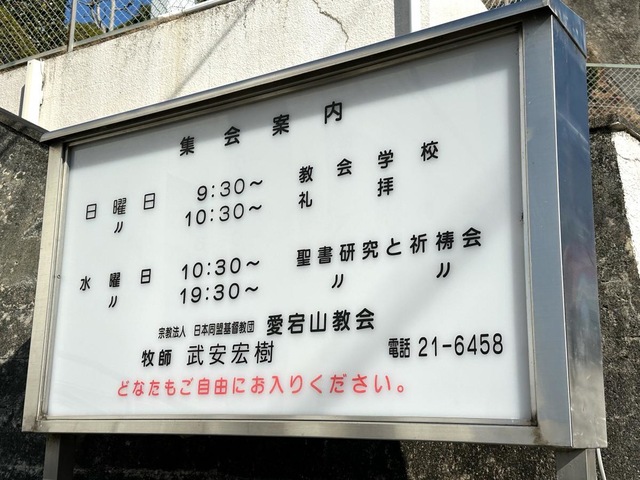 集会案内
日曜日 9:30～ 教会学校
〃 10:30～ 礼拝
水曜日 10:30～ 聖書研究と祈祷会
〃 19:30～ 〃 〃
宗教法人 日本同盟基督教団 愛宕山教会
牧師 武安宏樹 電話 21-6458
どなたもご自由にお入りください。